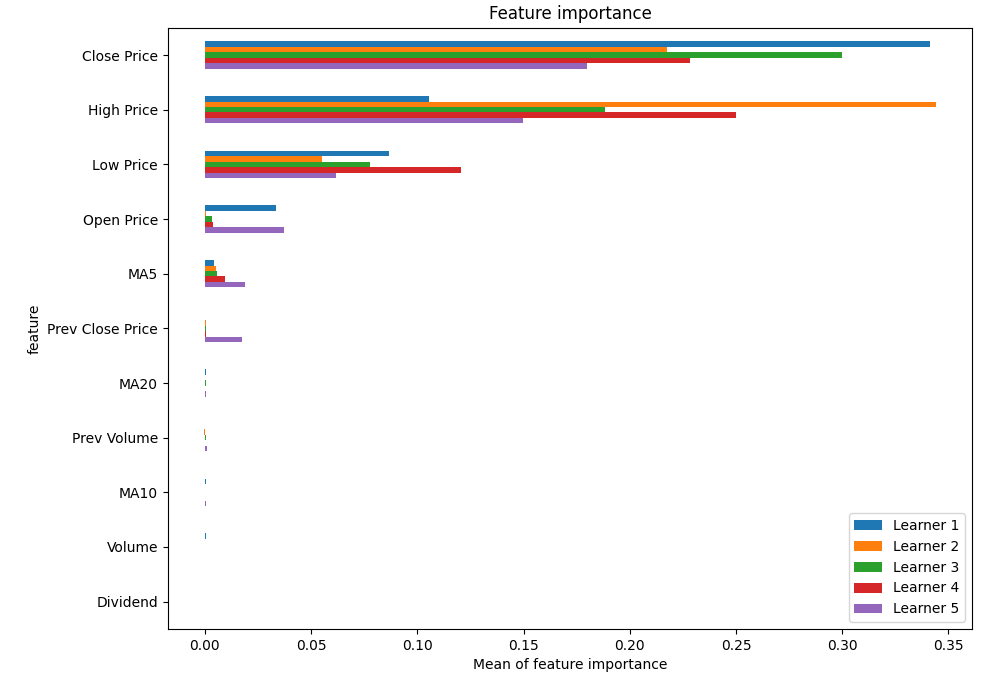 Feature importance
Close Price
High Price
Low Price
Open Price
MA5
Prev Close Price
MA20
Prev Volume
MA10
Volume
Dividend
feature
Learner 1
Learner 2
Learner 3
Learner 4
Learner 5
0.00 0.05 0.10 0.15 0.20 0.25 0.30 0.35
Mean of feature importance